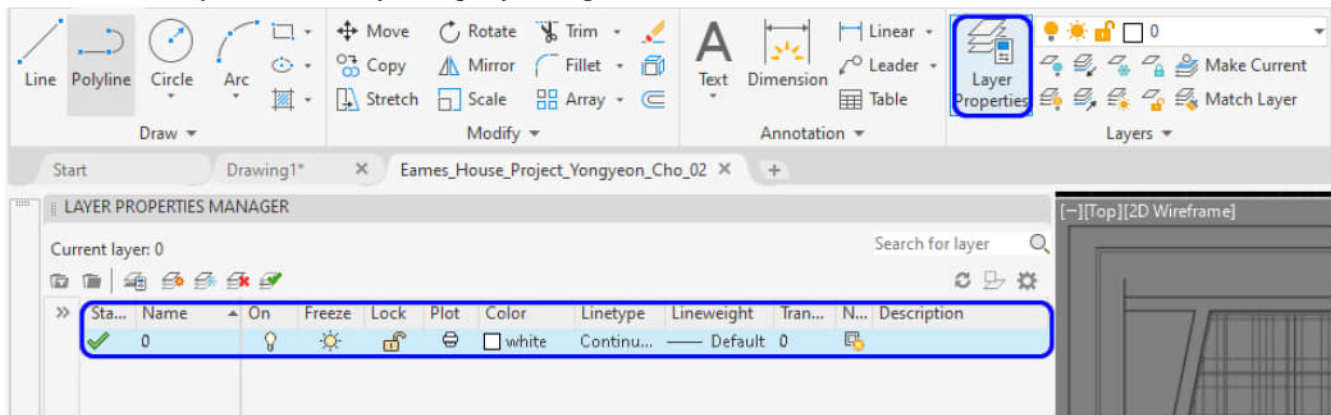 Move Rotate Trim Linear 0
Line Polyline Circle Arc Copy Mirror Fillet Text Dimension Leader Layer Properties Make Current
Stretch Scale Array Table Match Layer
Draw Modify Annotation Layers
Start Drawing1* Eames_House_Project_Yongyeon_Cho_02
LAYER PROPERTIES MANAGER [−][Top][2D Wireframe]
Current layer: 0 Search for layer
Sta... Name On Freeze Lock Plot Color Linetype Lineweight Tran... N... Description
0 white Continu... Default 0